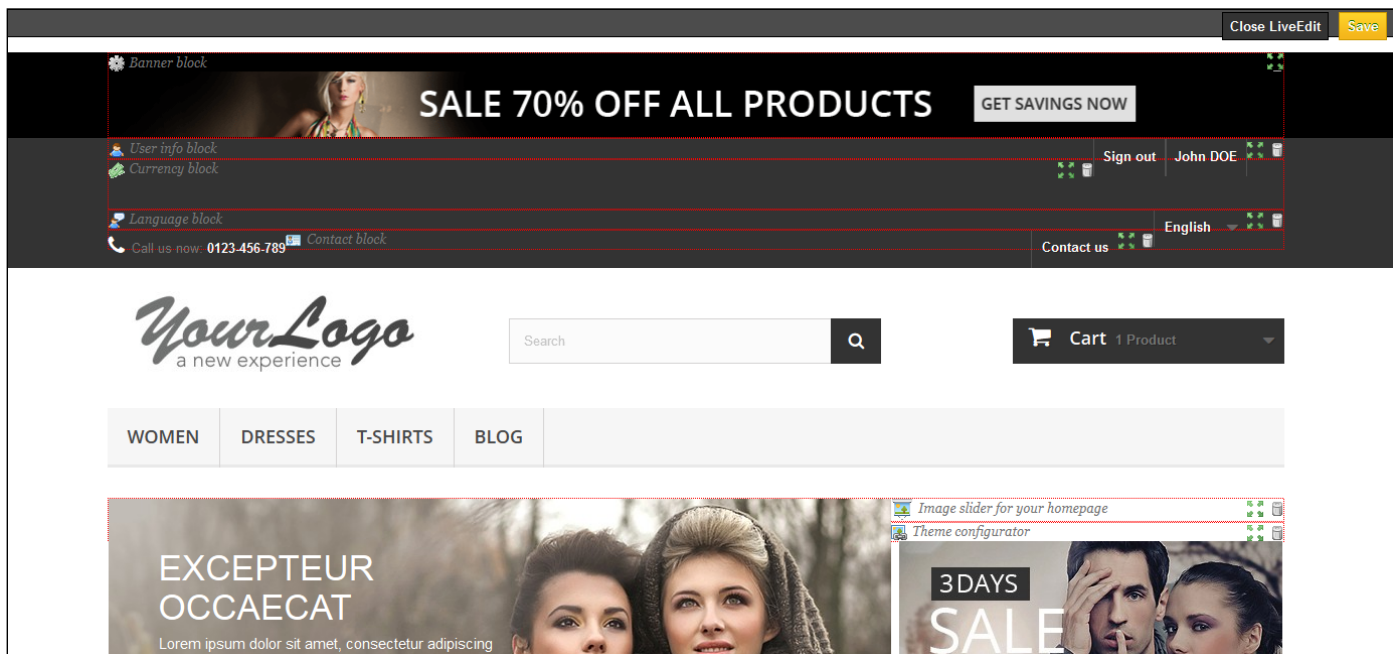 Close LiveEdit Save
Banner block
SALE 70% OFF ALL PRODUCTS GET SAVINGS NOW
User info block
Sign out John DOE
Currency block
Language block
English
Call us now: 0123-456-789 Contact block
Contact us
YourLogo
a new experience
Search
Cart 1 Product
WOMEN DRESSES T-SHIRTS BLOG
Image slider for your homepage
Theme configurator
EXCEPTEUR
OCCAECAT
Lorem ipsum dolor sit amet, consectetur adipiscing
3DAYS
SALE